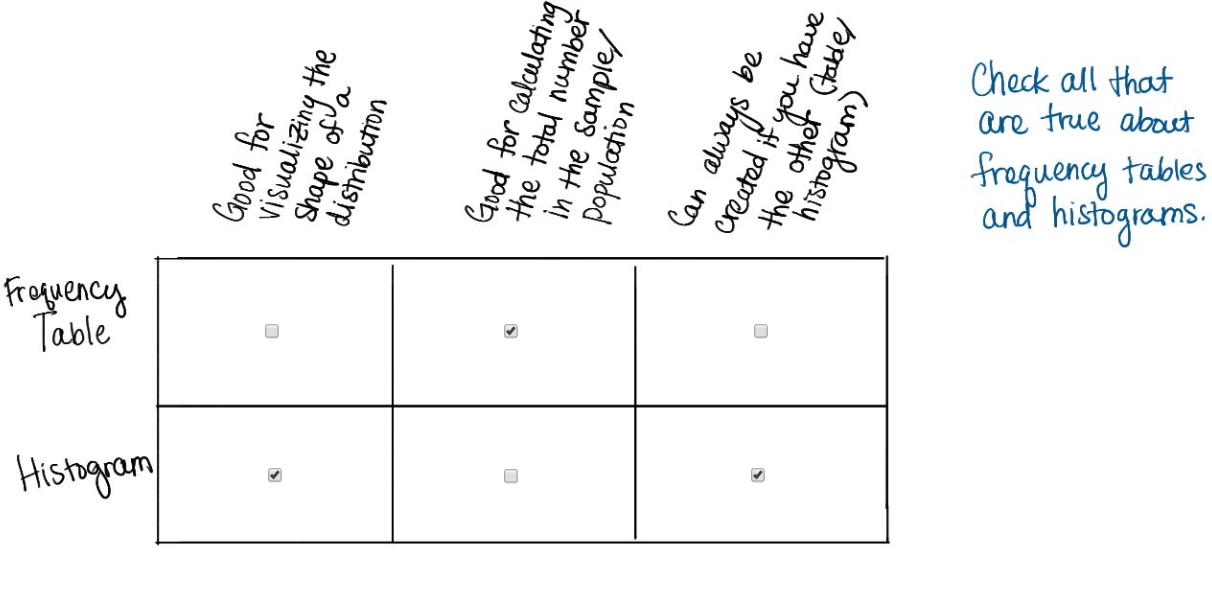 Good for
visualizing the
shape of a
distribution
Good for calculating
the total number
in the sample/
population
Can always be
created if you have
the other (table/
histogram)
Check all that
are true about
frequency tables
and histograms.
Frequency
Table
Histogram